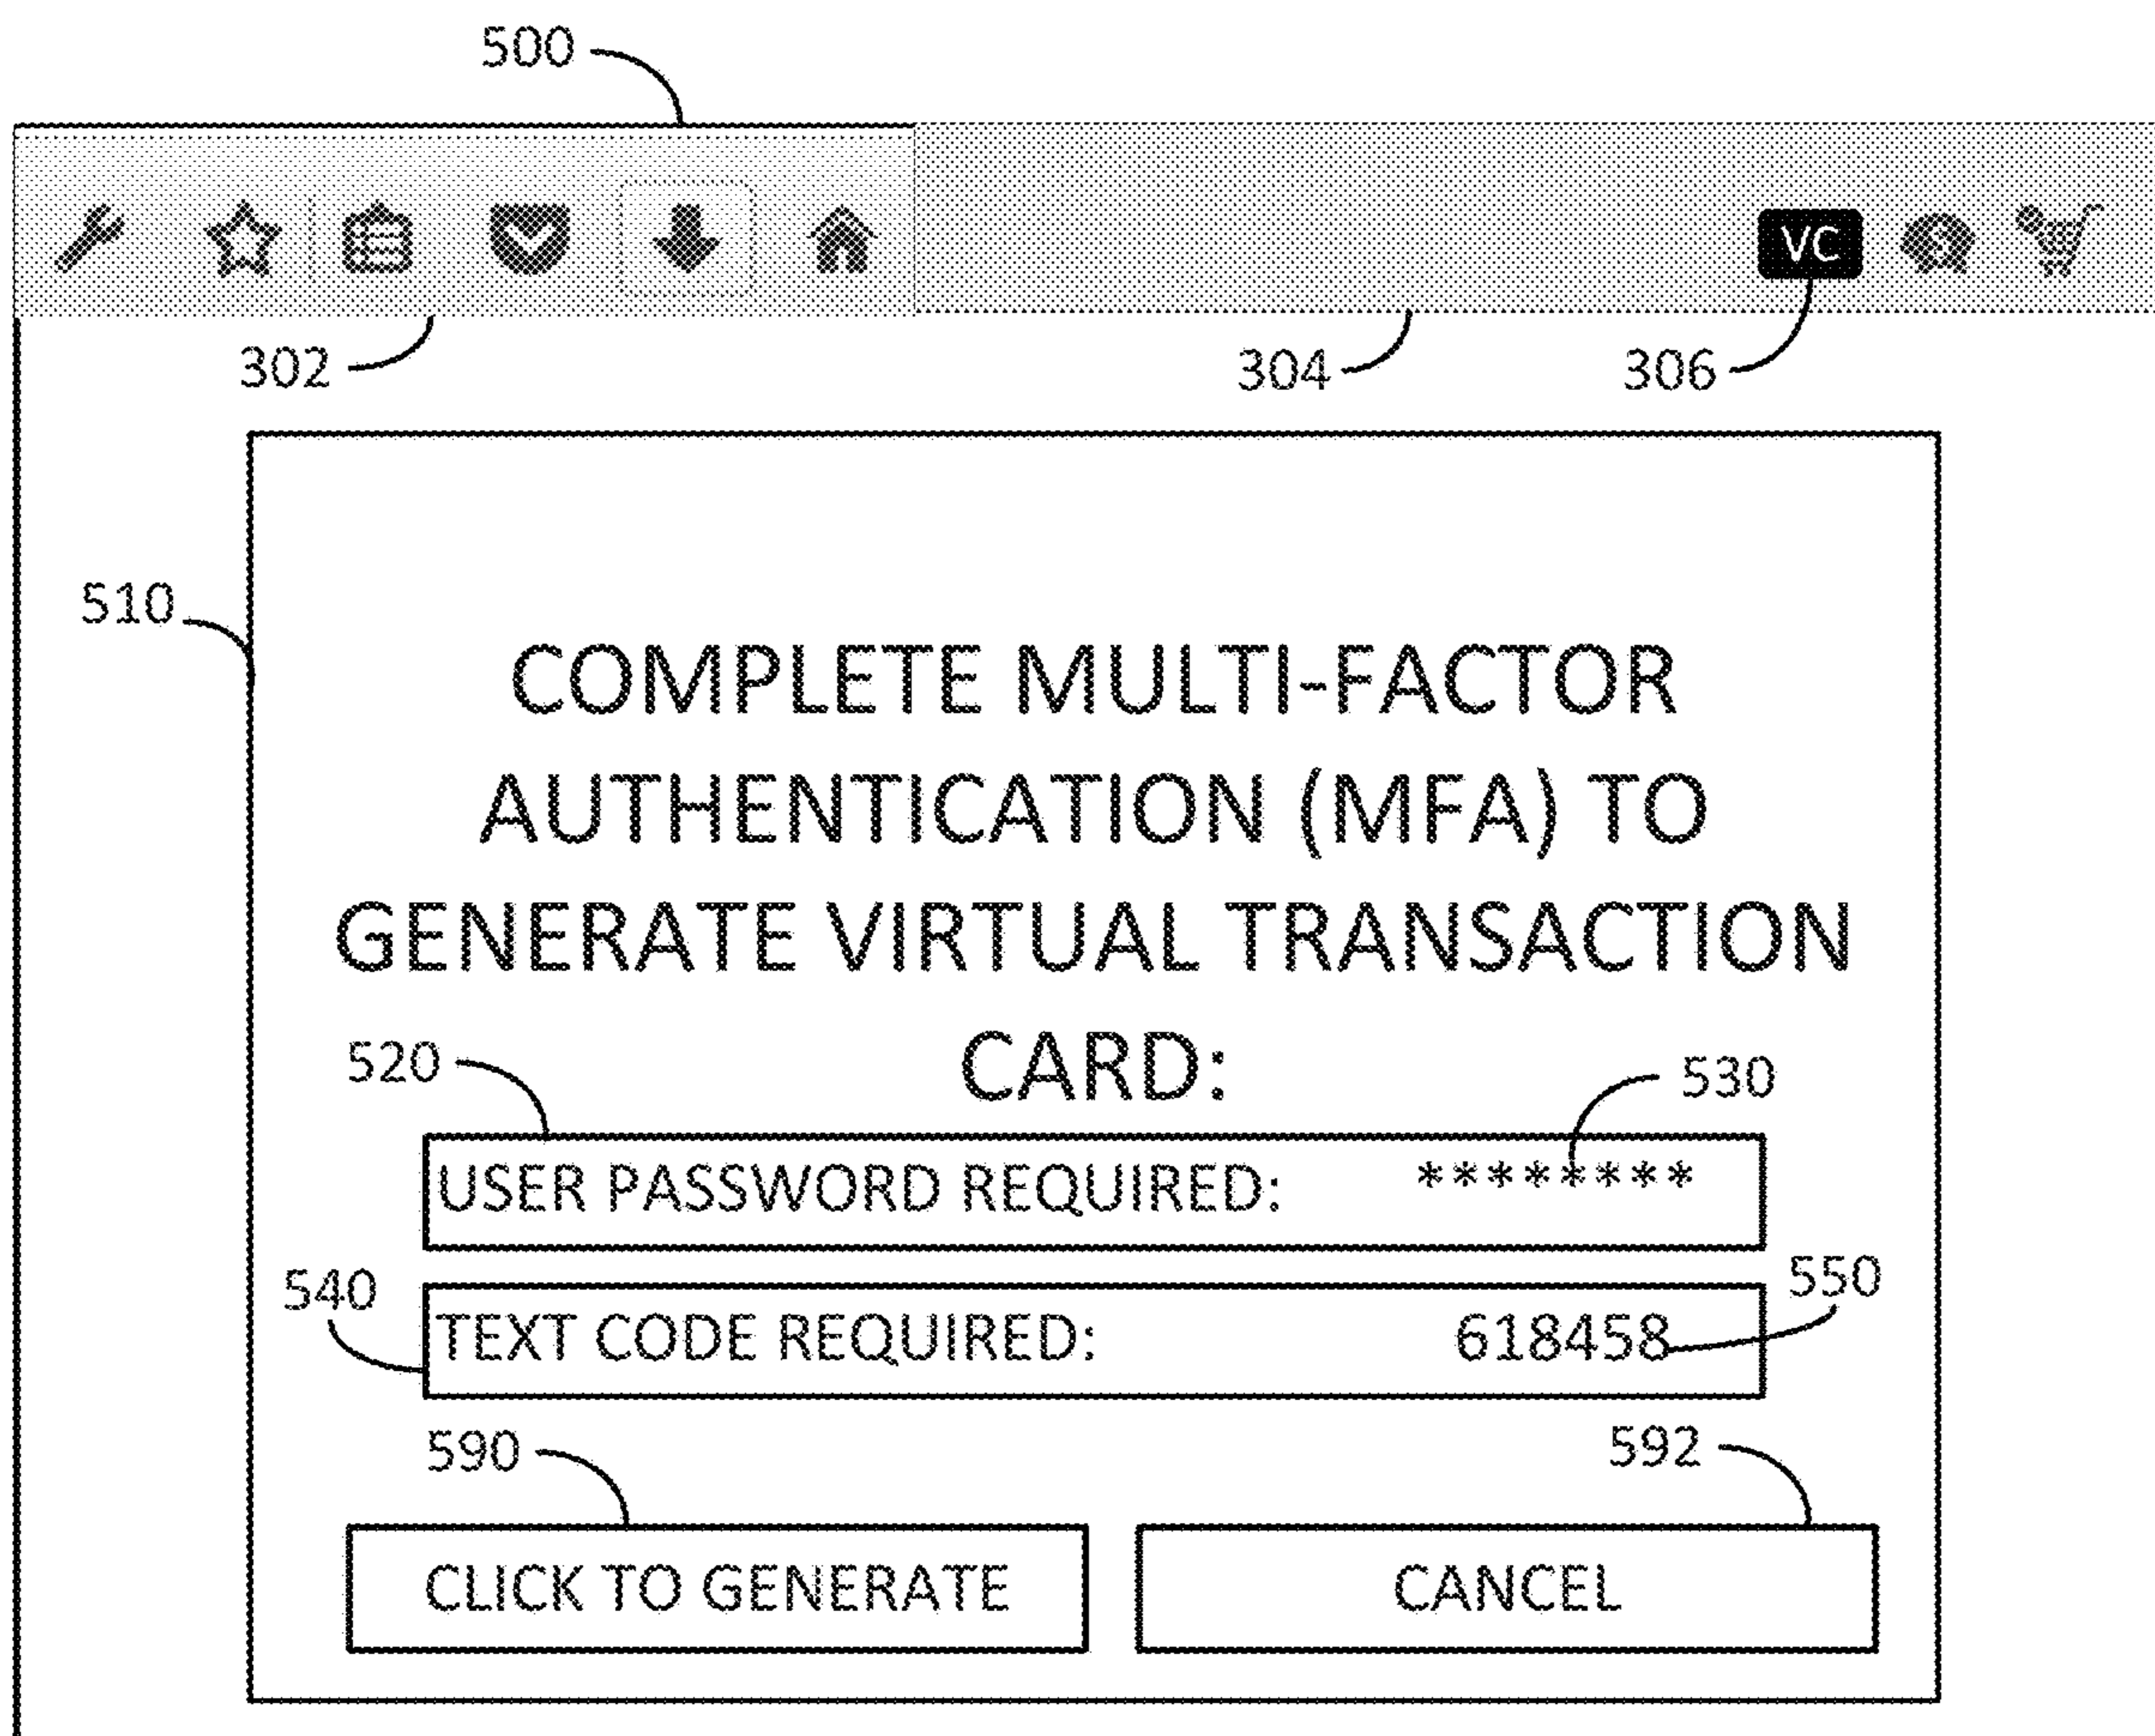 500
VC
302
304
306
510
COMPLETE MULTI-FACTOR
AUTHENTICATION (MFA) TO
GENERATE VIRTUAL TRANSACTION
CARD:
520
530
USER PASSWORD REQUIRED: ********
540
550
TEXT CODE REQUIRED: 618458
590
592
CLICK TO GENERATE
CANCEL